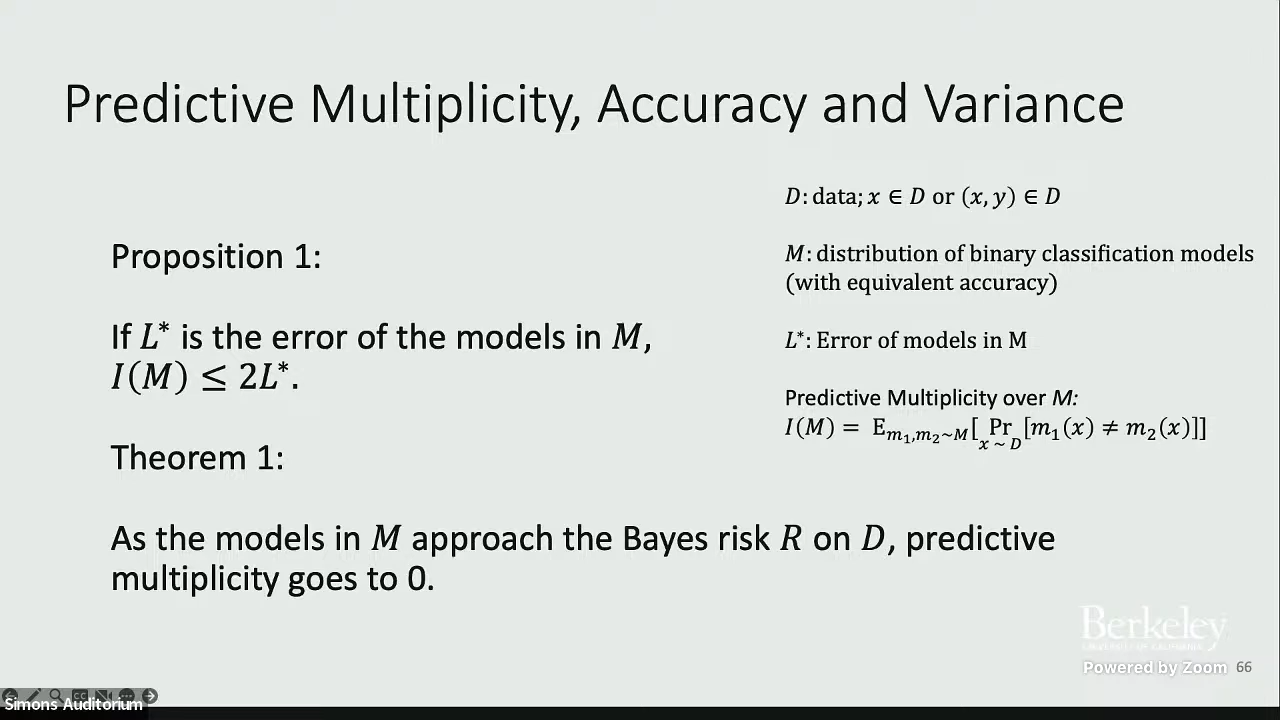 Predictive Multiplicity, Accuracy and Variance
Proposition 1:
If L* is the error of the models in M,
I(M) ≤ 2L*.
Theorem 1:
As the models in M approach the Bayes risk R on D, predictive
multiplicity goes to 0.
D: data; x ∈ D or (x, y) ∈ D
M: distribution of binary classification models
(with equivalent accuracy)
L*: Error of models in M
Predictive Multiplicity over M:
I(M) = E_{m₁,m₂~M}[ Pr_{x ~ D}[m₁(x) ≠ m₂(x)]]
Berkeley
UNIVERSITY OF CALIFORNIA
Powered by Zoom 66
Simons Auditorium